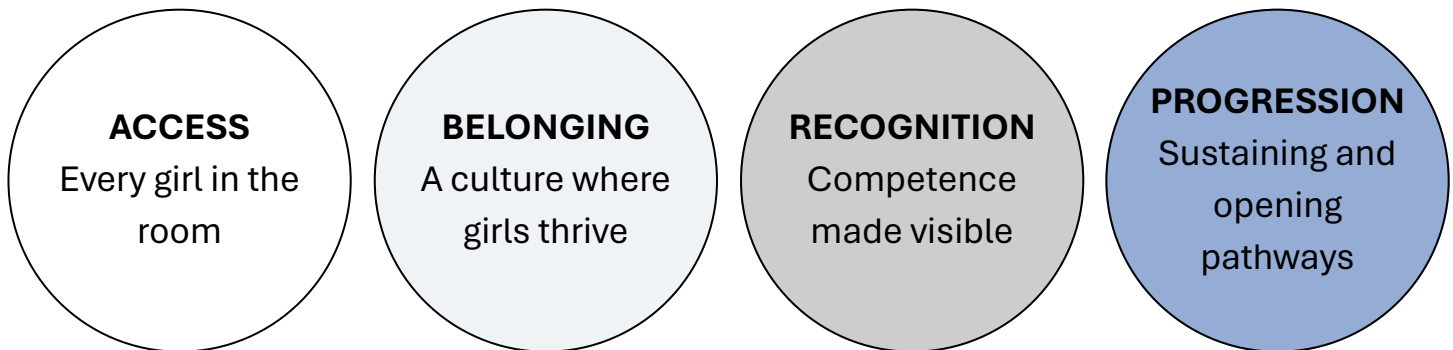 ACCESS
Every girl in the
room
BELONGING
A culture where
girls thrive
RECOGNITION
Competence
made visible
PROGRESSION
Sustaining and
opening
pathways